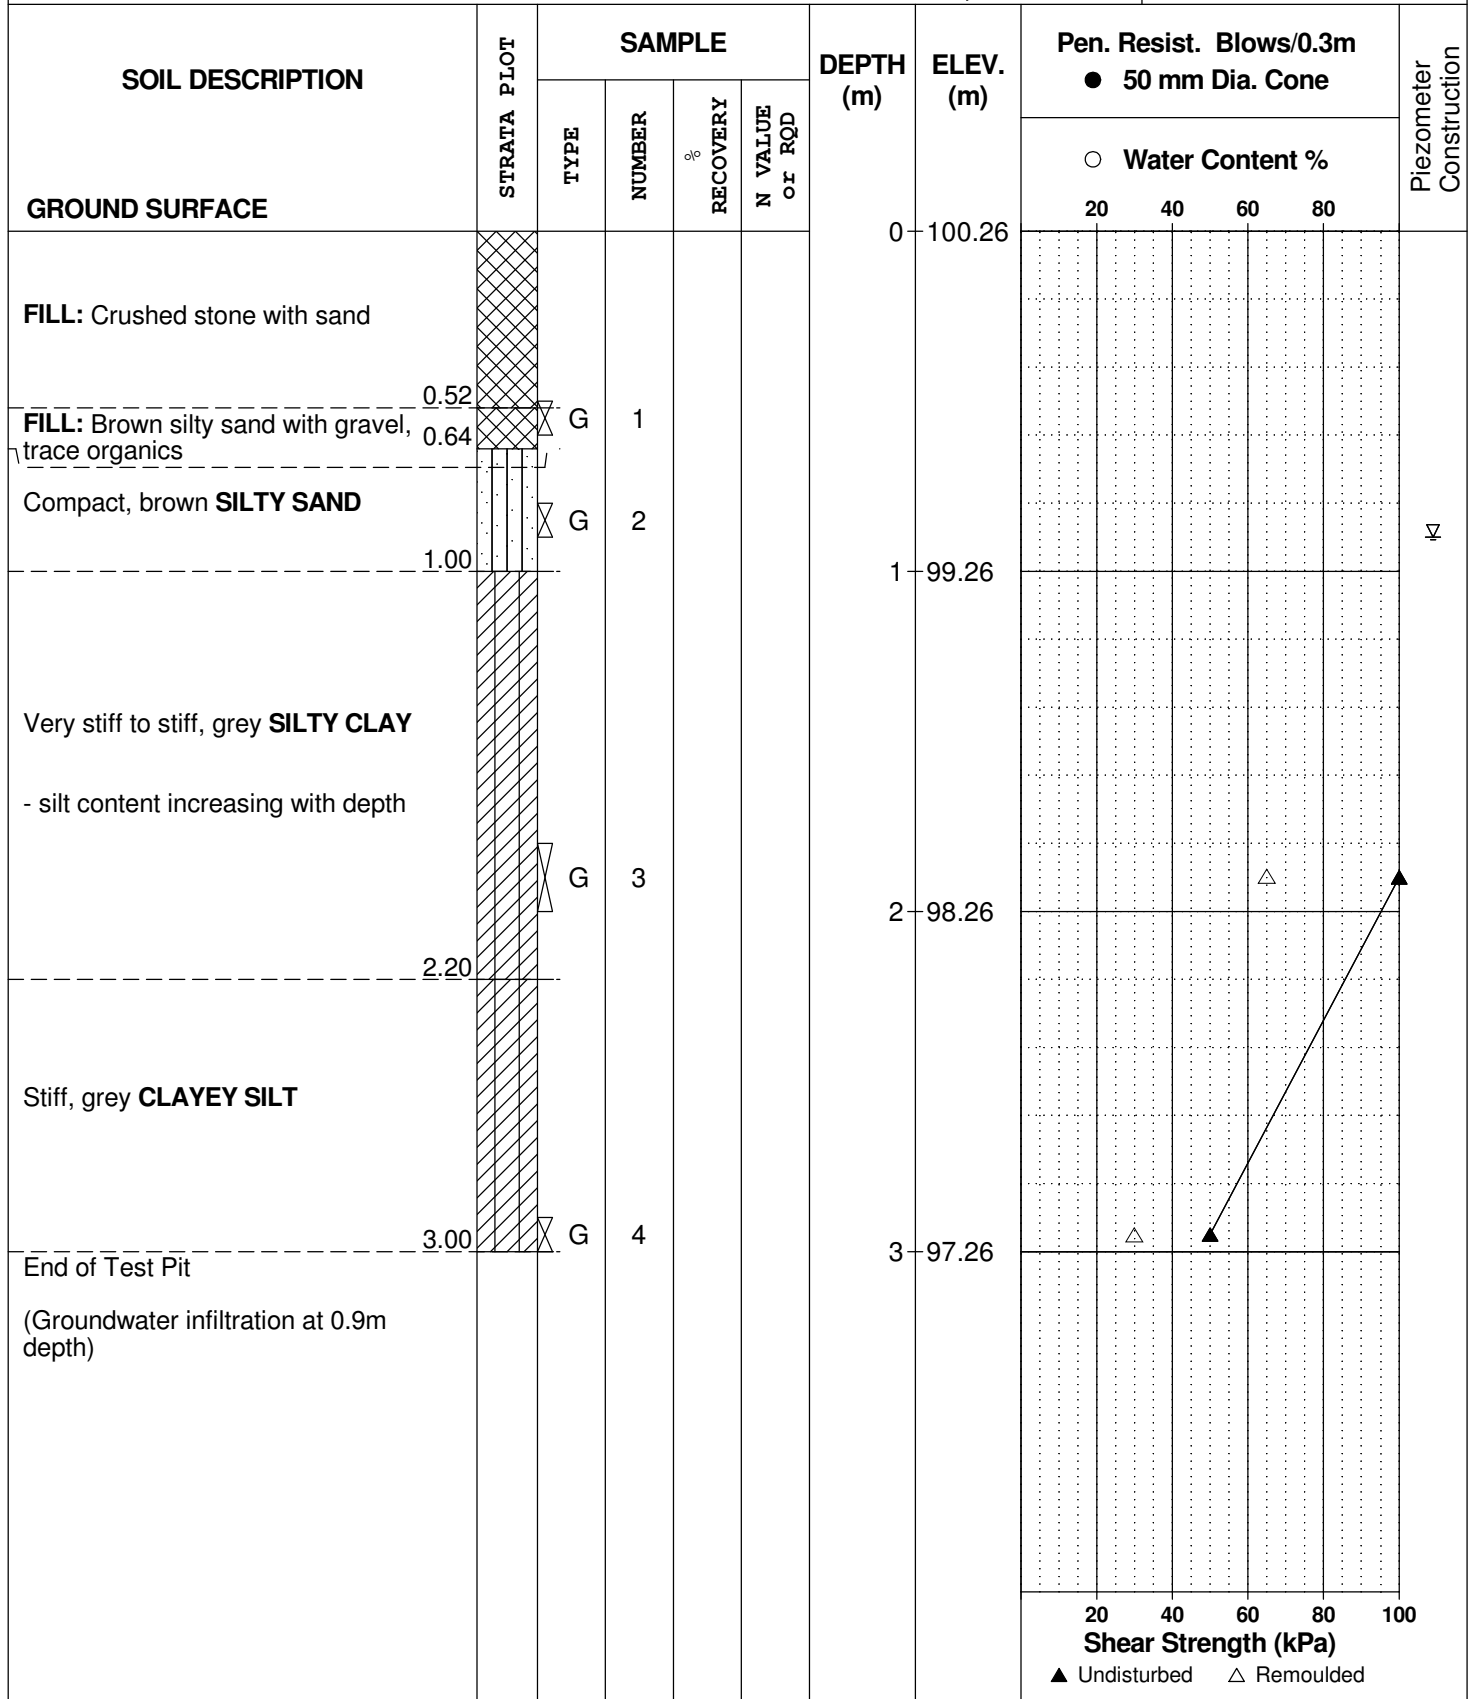 SOIL DESCRIPTION
GROUND SURFACE
STRATA PLOT
SAMPLE
TYPE
NUMBER
%
RECOVERY
N VALUE
or RQD
DEPTH
(m)
ELEV.
(m)
Pen. Resist. Blows/0.3m
● 50 mm Dia. Cone
○ Water Content %
20 40 60 80
Piezometer
Construction
0 100.26
FILL: Crushed stone with sand
0.52
FILL: Brown silty sand with gravel,
trace organics
0.64
G 1
Compact, brown SILTY SAND
G 2
1.00
1 99.26
Very stiff to stiff, grey SILTY CLAY
- silt content increasing with depth
G 3
2 98.26
2.20
Stiff, grey CLAYEY SILT
G 4
3.00
3 97.26
End of Test Pit
(Groundwater infiltration at 0.9m
depth)
20 40 60 80 100
Shear Strength (kPa)
▲ Undisturbed △ Remoulded